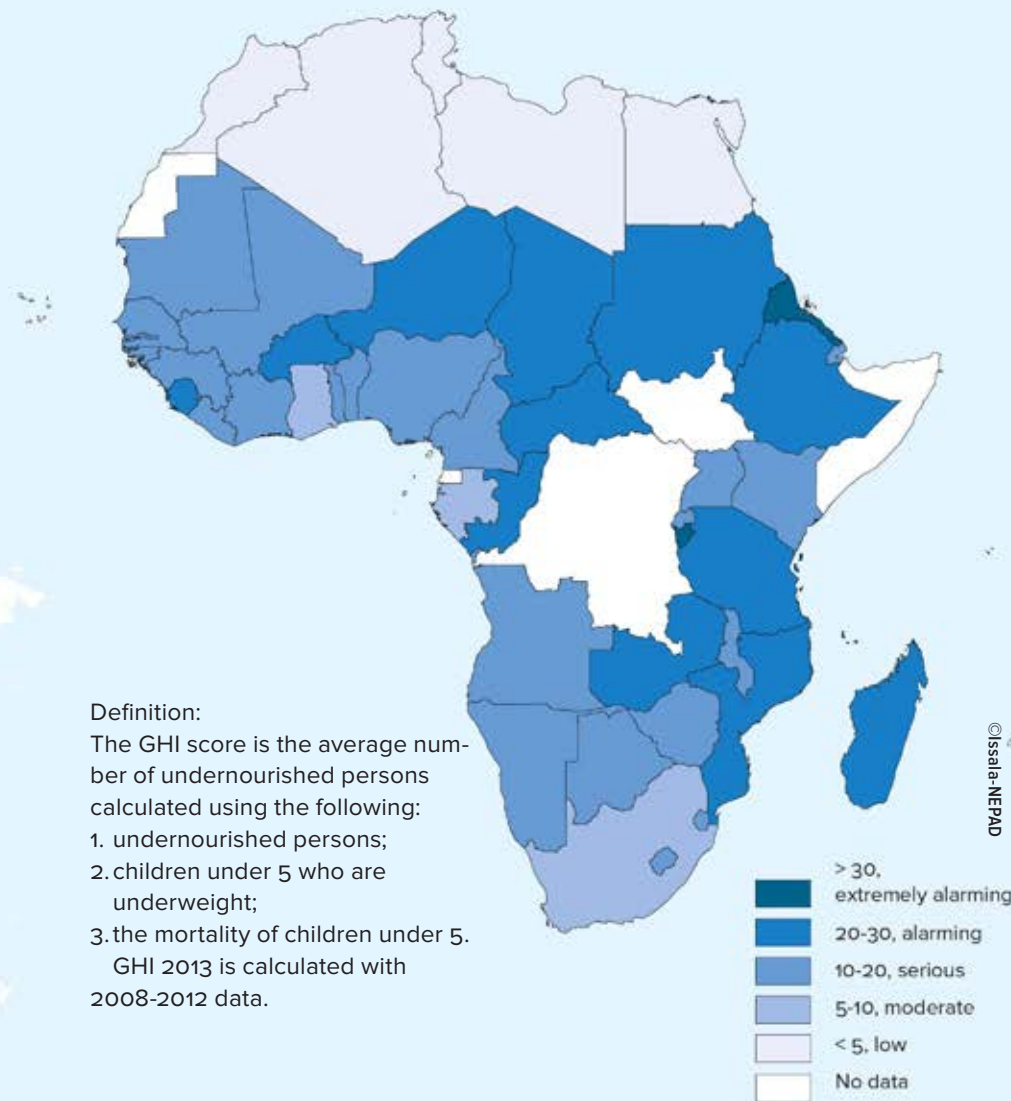 Definition:
The GHI score is the average num-
ber of undernourished persons
calculated using the following:
1. undernourished persons;
2. children under 5 who are
underweight;
3. the mortality of children under 5.
GHI 2013 is calculated with
2008-2012 data.
©Issala-NEPAD
> 30,
extremely alarming
20-30, alarming
10-20, serious
5-10, moderate
< 5, low
No data